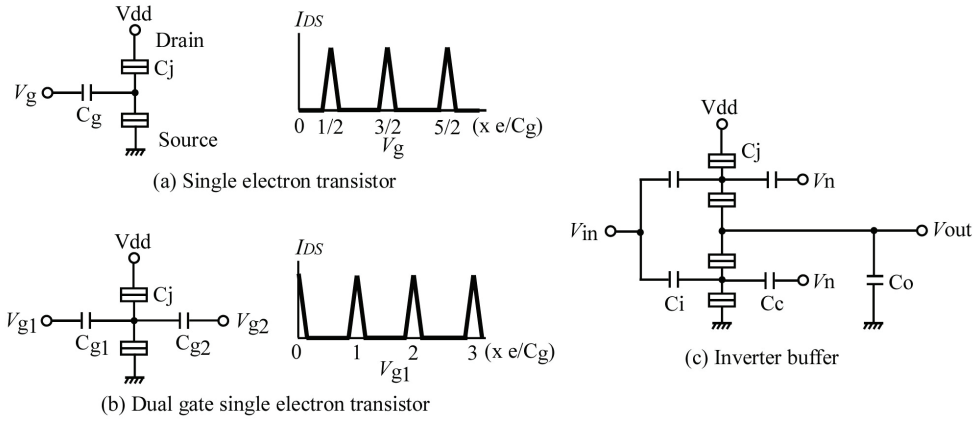 Vdd
Drain
Cj
Vg
Cg
Source
IDS
0 1/2 3/2 5/2 (x e/Cg)
Vg
(a) Single electron transistor
Vdd
Cj
Vg1
Vg2
Cg1
Cg2
IDS
0 1 2 3 (x e/Cg)
Vg1
(b) Dual gate single electron transistor
Vdd
Cj
Vn
Vin
Vout
Vn
Ci
Cc
Co
(c) Inverter buffer